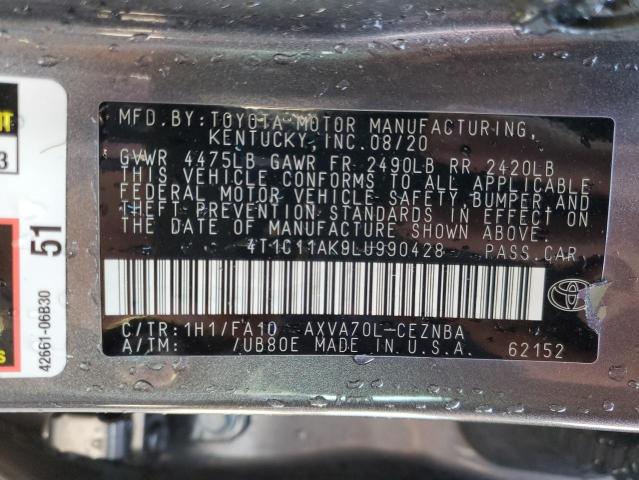 MFD.BY:TOYOTA MOTOR MANUFACTURING,
KENTUCKY, INC. 08/20
GVWR 4475LB GAWR FR 2490LB RR 2420LB
THIS VEHICLE CONFORMS TO ALL APPLICABLE
FEDERAL MOTOR VEHICLE SAFETY, BUMPER AND
THEFT PREVENTION STANDARDS IN EFFECT ON
THE DATE OF MANUFACTURE SHOWN ABOVE.
4T1C11AK9LU990428 PASS.CAR
C/TR:1H1/FA10 AXVA70L-CEZNBA
A/TM: /UB80E MADE IN U.S.A. 62152
51
42661-06B30
3